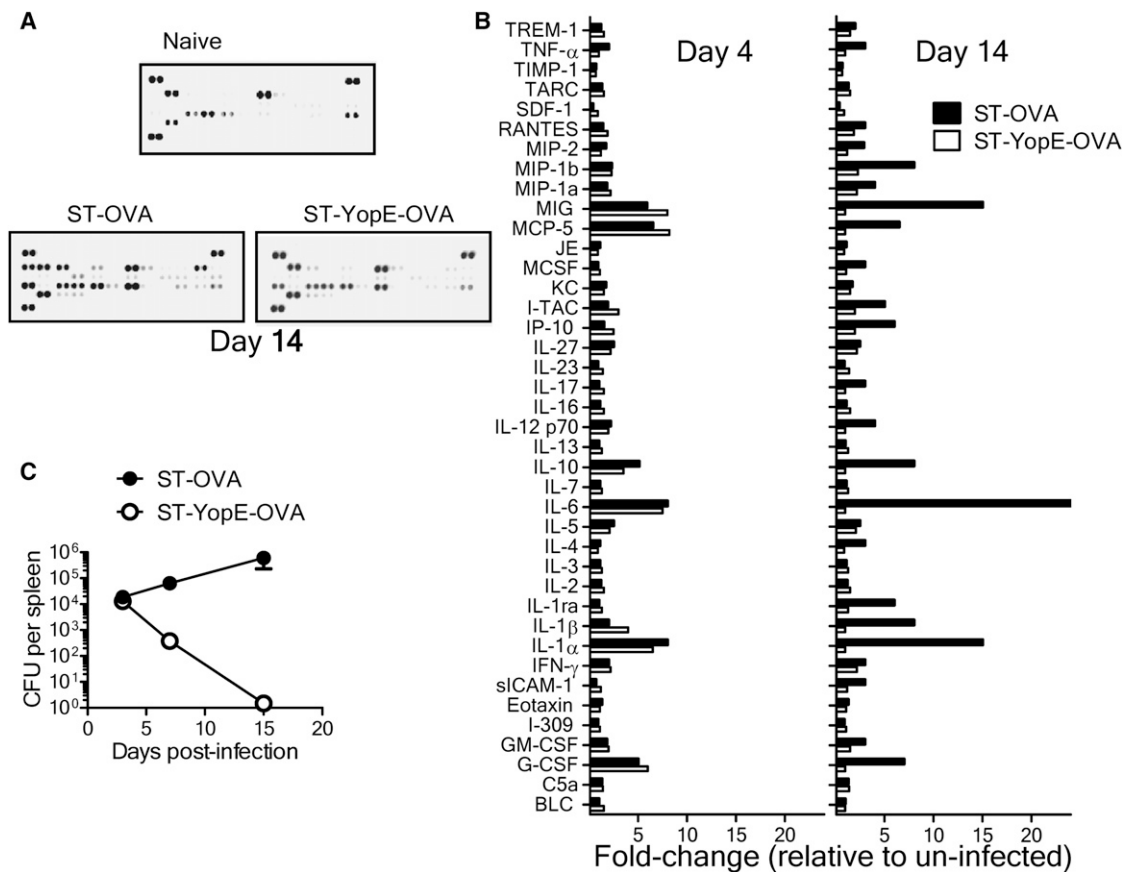 A
Naive
ST-OVA
ST-YopE-OVA
Day 14
B
Day 4
Day 14
ST-OVA
ST-YopE-OVA
TREM-1
TNF-α
TIMP-1
TARC
SDF-1
RANTES
MIP-2
MIP-1b
MIP-1a
MIG
MCP-5
JE
MCSF
KC
I-TAC
IP-10
IL-27
IL-23
IL-17
IL-16
IL-12 p70
IL-13
IL-10
IL-7
IL-6
IL-5
IL-4
IL-3
IL-2
IL-1ra
IL-1β
IL-1α
IFN-γ
sICAM-1
Eotaxin
I-309
GM-CSF
G-CSF
C5a
BLC
5 10 15 20
5 10 15 20
Fold-change (relative to un-infected)
C
ST-OVA
ST-YopE-OVA
CFU per spleen
10⁶
10⁵
10⁴
10³
10²
10¹
10⁰
0 5 10 15 20
Days post-infection